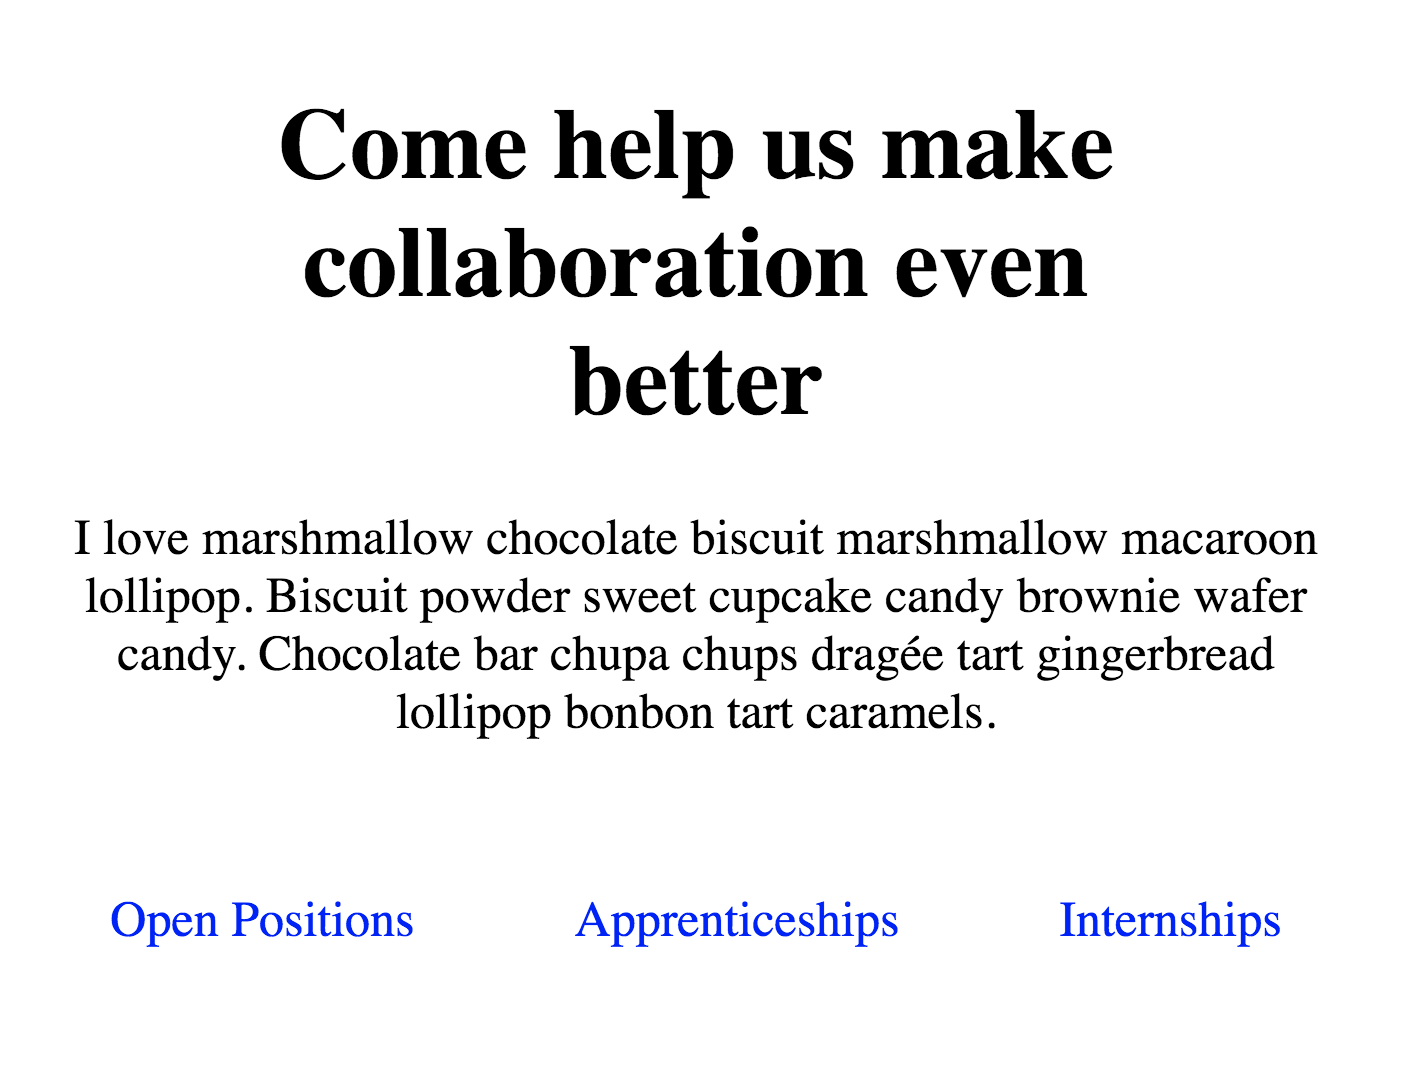 Come help us make
collaboration even
better
I love marshmallow chocolate biscuit marshmallow macaroon
lollipop. Biscuit powder sweet cupcake candy brownie wafer
candy. Chocolate bar chupa chups dragée tart gingerbread
lollipop bonbon tart caramels.
Open Positions Apprenticeships Internships